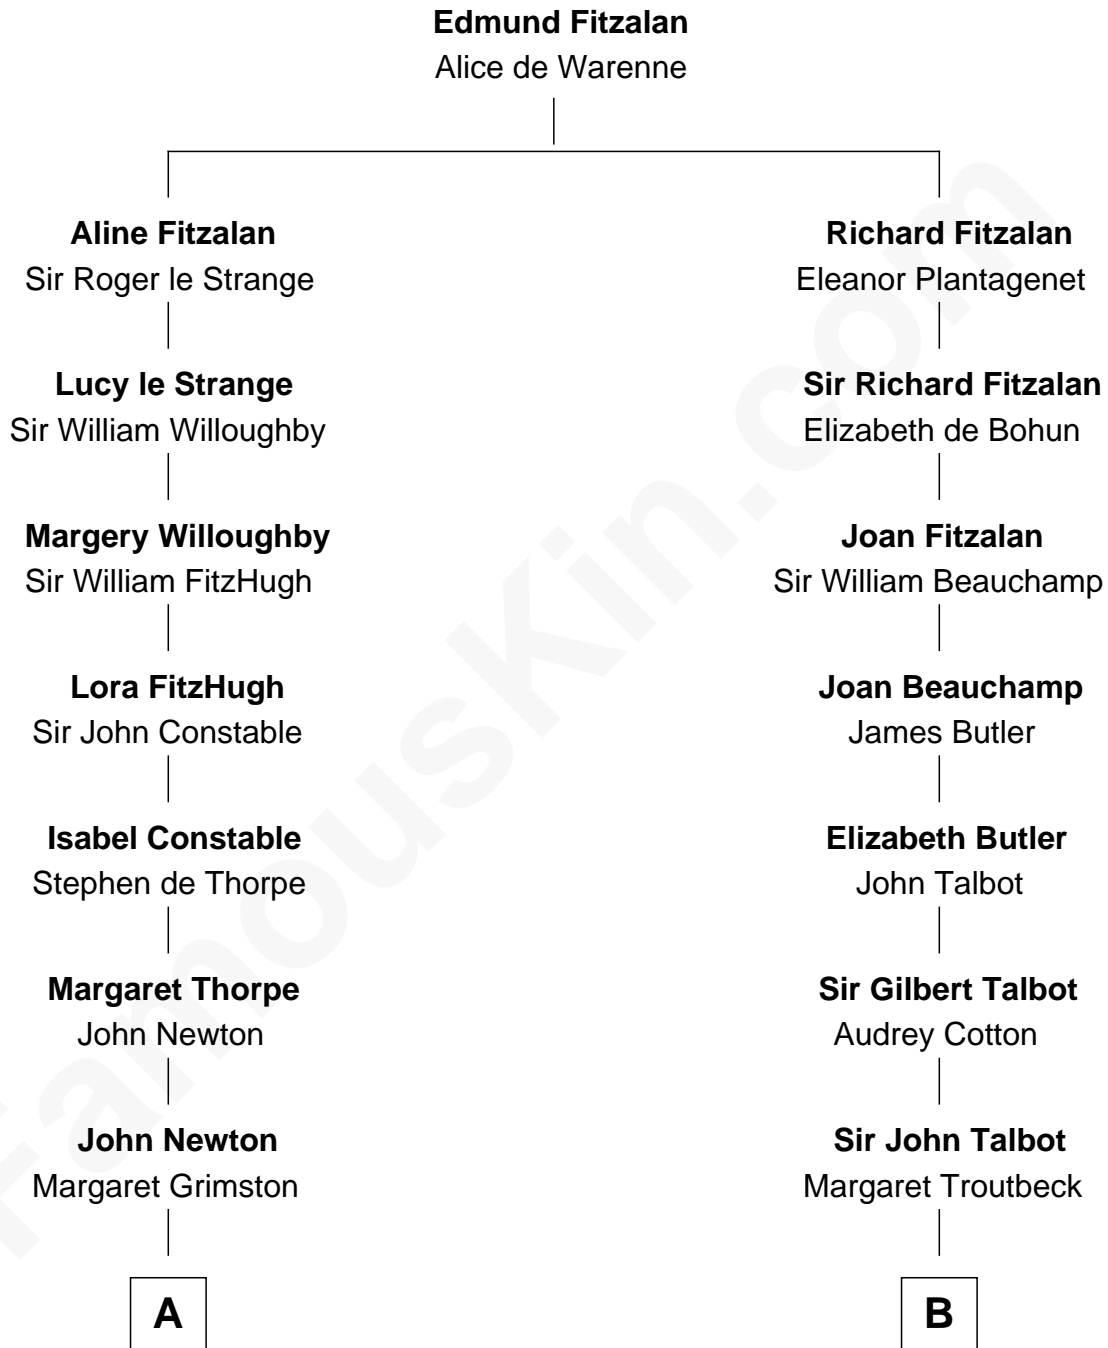 Edmund Fitzalan
Alice de Warenne
Aline Fitzalan
Sir Roger le Strange
Richard Fitzalan
Eleanor Plantagenet
Lucy le Strange
Sir William Willoughby
Sir Richard Fitzalan
Elizabeth de Bohun
Margery Willoughby
Sir William FitzHugh
Joan Fitzalan
Sir William Beauchamp
Lora FitzHugh
Sir John Constable
Joan Beauchamp
James Butler
Isabel Constable
Stephen de Thorpe
Elizabeth Butler
John Talbot
Margaret Thorpe
John Newton
Sir Gilbert Talbot
Audrey Cotton
John Newton
Margaret Grimston
Sir John Talbot
Margaret Troutbeck
A
B
FamousKin.com